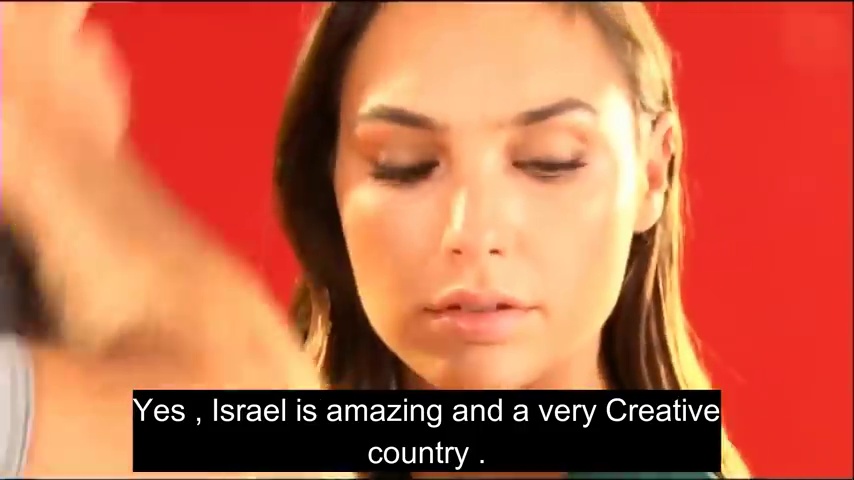 Yes , Israel is amazing and a very Creative
country .